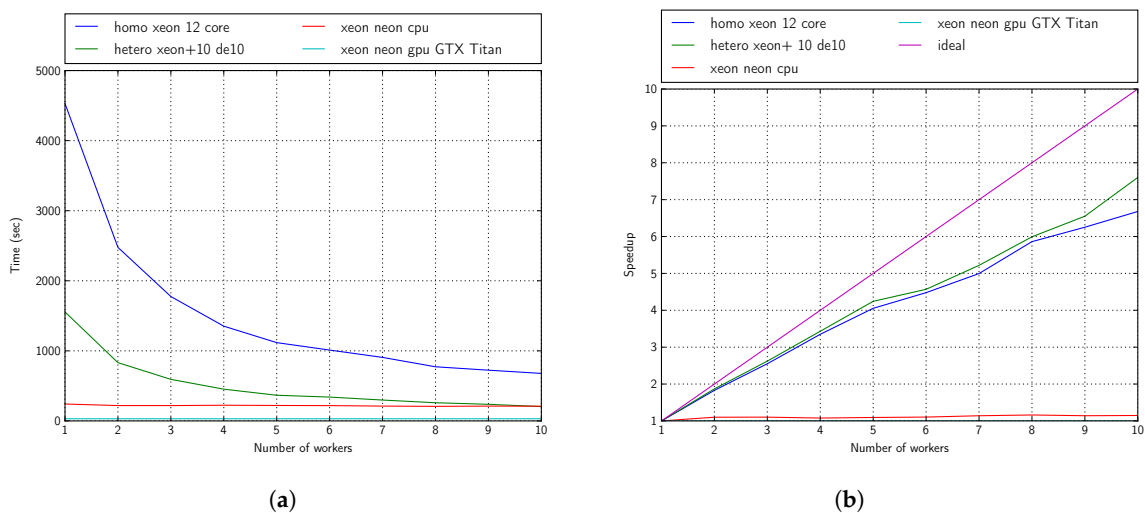 homo xeon 12 core
hetero xeon+10 de10
xeon neon cpu
xeon neon gpu GTX Titan
5000
4000
3000
2000
1000
0
Time (sec)
1 2 3 4 5 6 7 8 9 10
Number of workers
(a)
homo xeon 12 core
hetero xeon+ 10 de10
xeon neon cpu
xeon neon gpu GTX Titan
ideal
10
9
8
7
6
5
4
3
2
1
Speedup
1 2 3 4 5 6 7 8 9 10
Number of workers
(b)